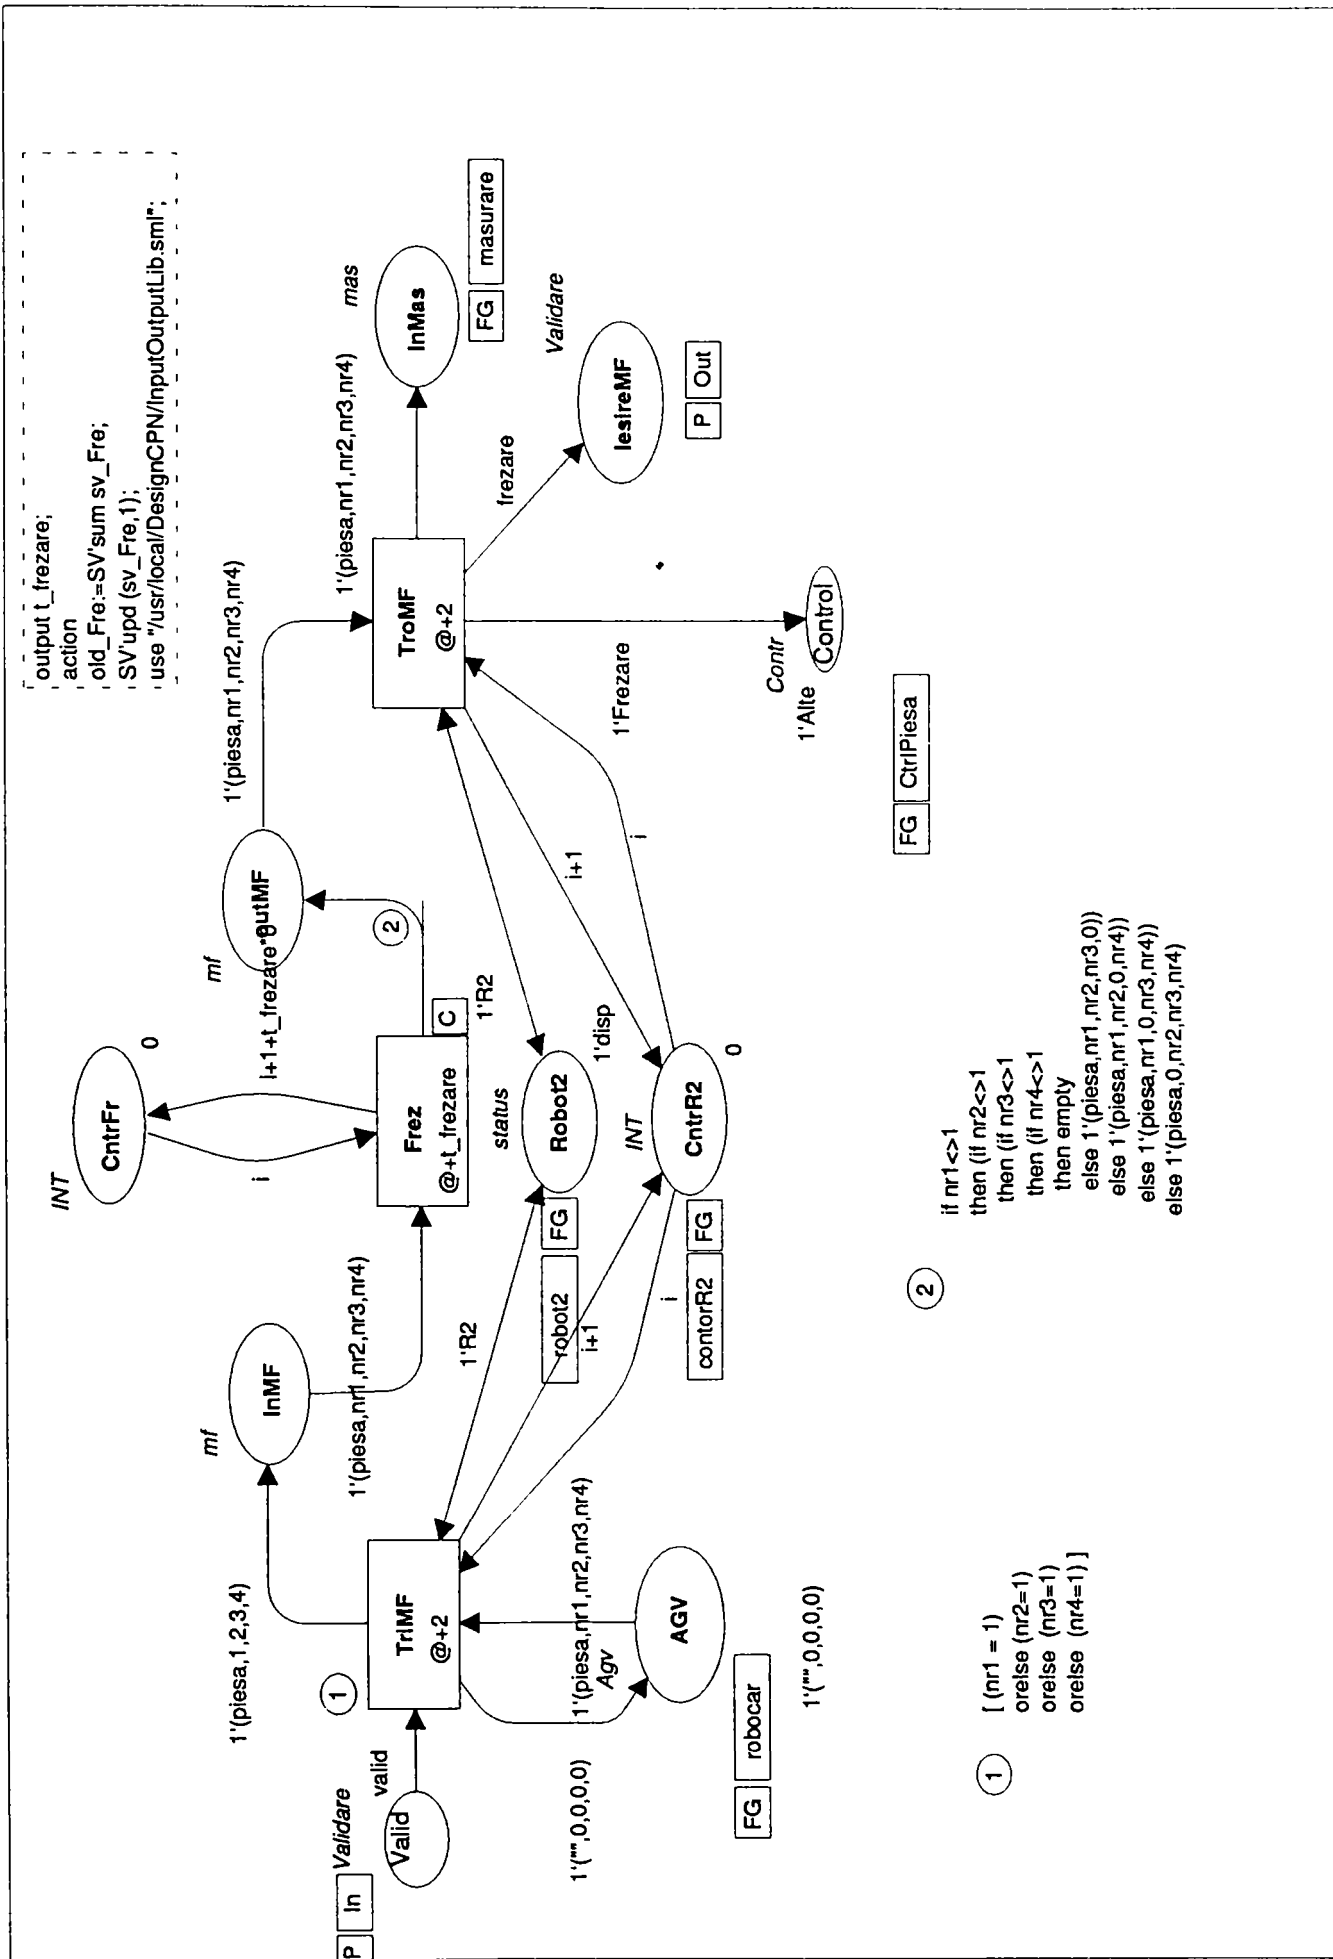 output t_frezare;
action
old_Fre:=SV'sum sv_Fre;
SV'upd (sv_Fre,1);
use "/usr/local/DesignCPN/InputOutputLib.sml";
INT
CntrFr
0
i
i+1+t_frezare*0
mf
InMF
mf
outMF
1'(piesa,1,2,3,4)
1'(piesa,nr1,nr2,nr3,nr4)
1'(piesa,nr1,nr2,nr3,nr4)
1'(piesa,nr1,nr2,nr3,nr4)
mas
InMas
FG
masurare
P
In
Validare
Valid
valid
1
TrIMF
@+2
Frez
@+t_frezare
C
2
TroMF
@+2
frezare
Validare
IesireMF
P
Out
1'R2
1'R2
status
Robot2
1'disp
FG
robot2
i+1
i+1
i
i
INT
CntrR2
0
FG
contorR2
1'("",0,0,0,0)
1'(piesa,nr1,nr2,nr3,nr4)
Agv
AGV
FG
robocar
1'("",0,0,0,0)
1'Frezare
Contr
1'Alte
Control
FG
CtrlPiesa
1
[ (nr1 = 1)
orelse (nr2=1)
orelse (nr3=1)
orelse (nr4=1) ]
2
if nr1<>1
then (if nr2<>1
then (if nr3<>1
then (if nr4<>1
then empty
else 1'(piesa,nr1,nr2,nr3,0))
else 1'(piesa,nr1,nr2,0,nr4))
else 1'(piesa,nr1,0,nr3,nr4))
else 1'(piesa,0,nr2,nr3,nr4)